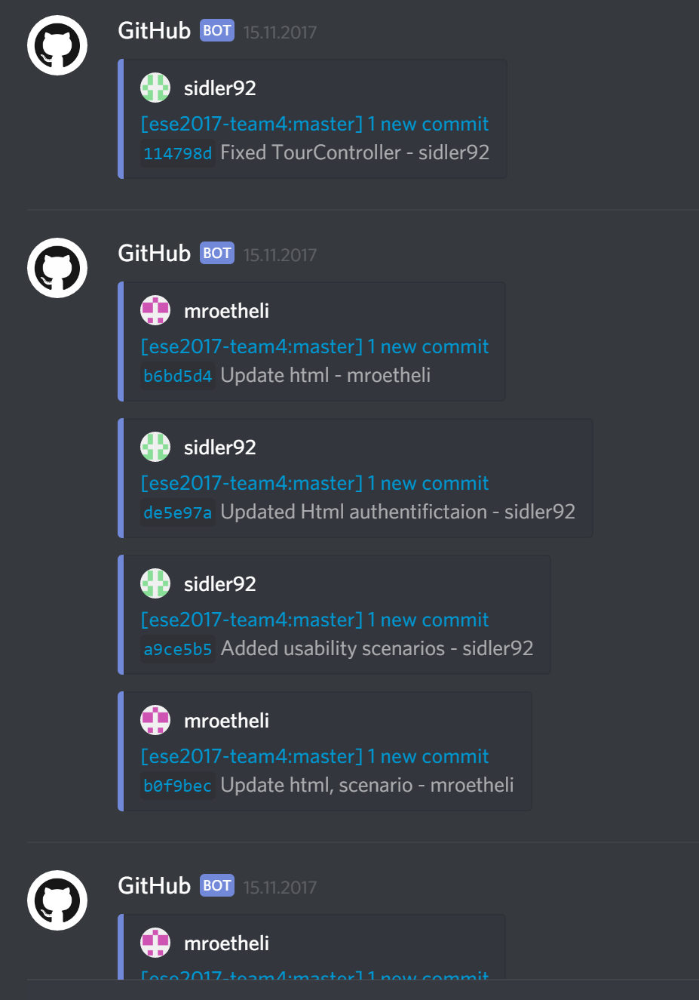 GitHub BOT 15.11.2017
sidler92
[ese2017-team4:master] 1 new commit
114798d Fixed TourController - sidler92
GitHub BOT 15.11.2017
mroetheli
[ese2017-team4:master] 1 new commit
b6bd5d4 Update html - mroetheli
sidler92
[ese2017-team4:master] 1 new commit
de5e97a Updated Html authentifictaion - sidler92
sidler92
[ese2017-team4:master] 1 new commit
a9ce5b5 Added usability scenarios - sidler92
mroetheli
[ese2017-team4:master] 1 new commit
b0f9bec Update html, scenario - mroetheli
GitHub BOT 15.11.2017
mroetheli
[ese2017-team4:master] 1 new commit